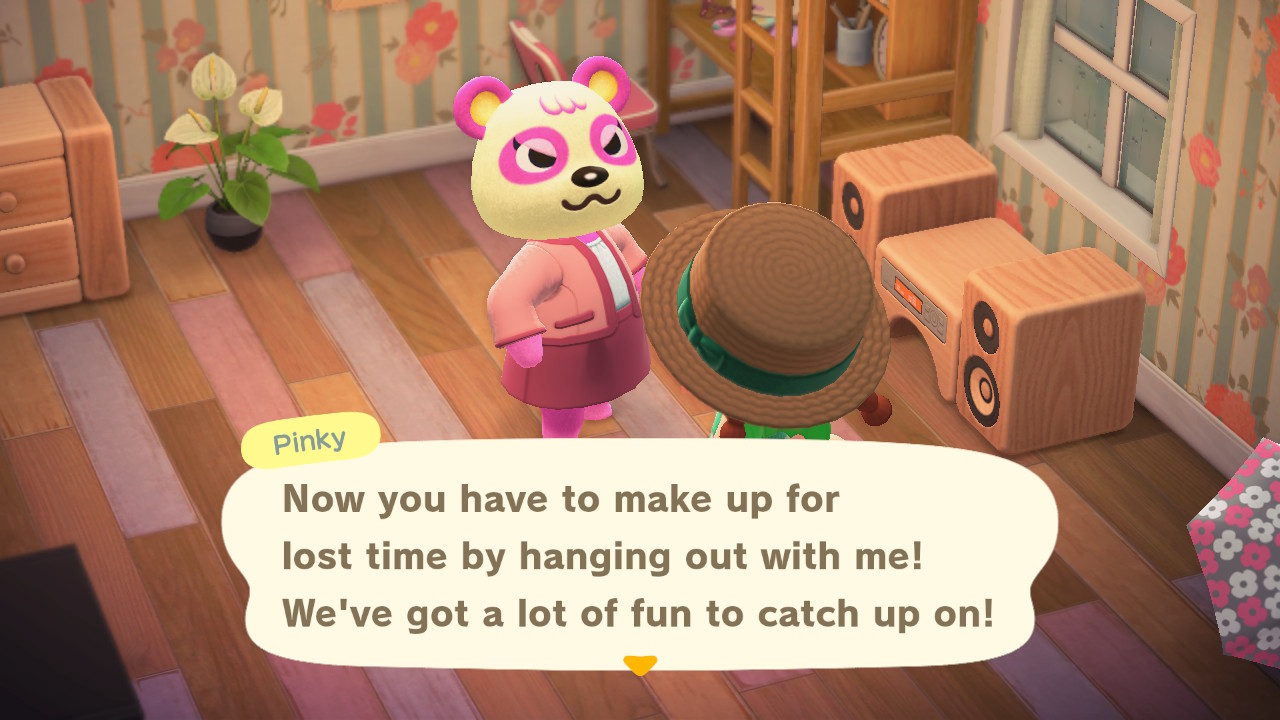 Pinky
Now you have to make up for
lost time by hanging out with me!
We've got a lot of fun to catch up on!